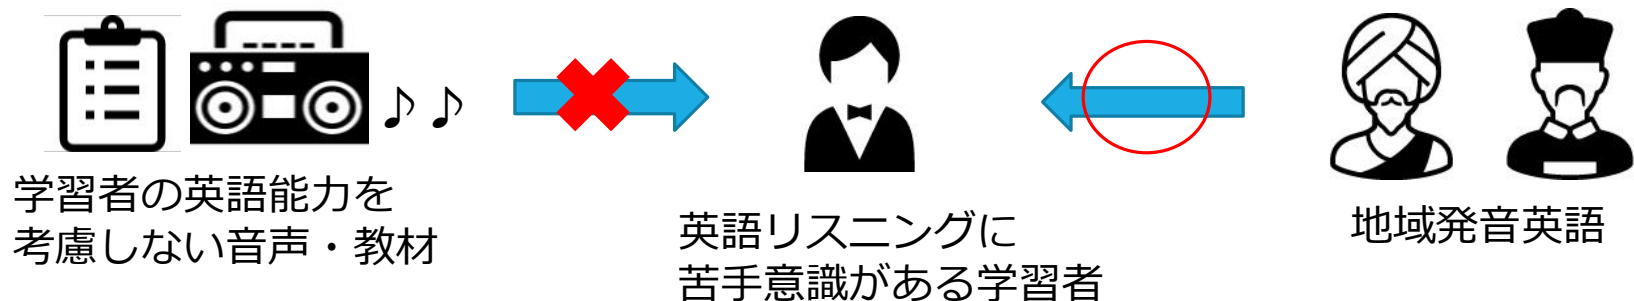 学習者の英語能力を
考慮しない音声・教材
英語リスニングに
苦手意識がある学習者
地域発音英語